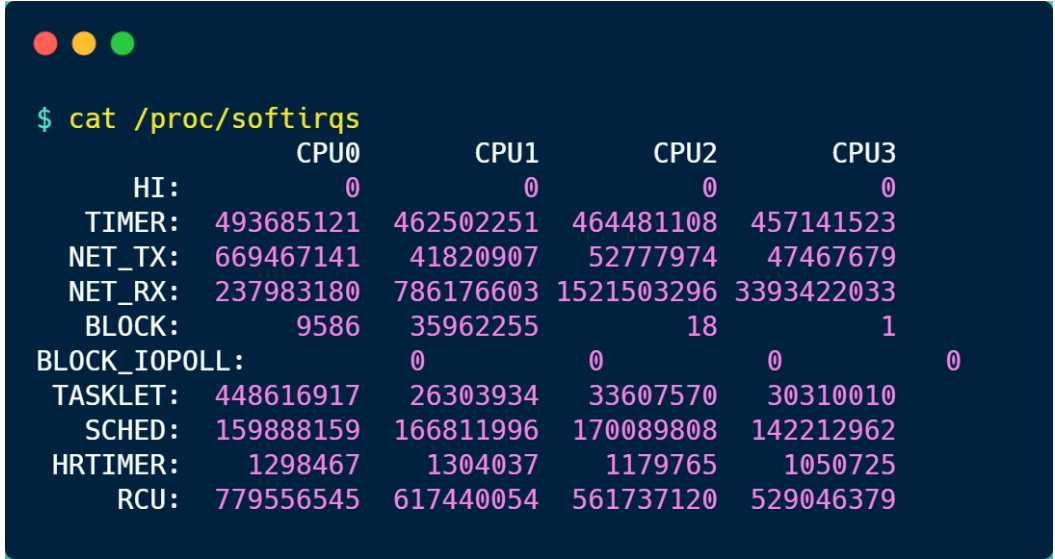 $ cat /proc/softirqs
                CPU0       CPU1       CPU2       CPU3
      HI:          0          0          0          0
   TIMER:  493685121  462502251  464481108  457141523
  NET_TX:  669467141   41820907   52777974   47467679
  NET_RX:  237983180  786176603 1521503296 3393422033
   BLOCK:       9586   35962255         18          1
BLOCK_IOPOLL:          0          0          0          0
 TASKLET:  448616917   26303934   33607570   30310010
   SCHED:  159888159  166811996  170089808  142212962
 HRTIMER:    1298467    1304037    1179765    1050725
     RCU:  779556545  617440054  561737120  529046379